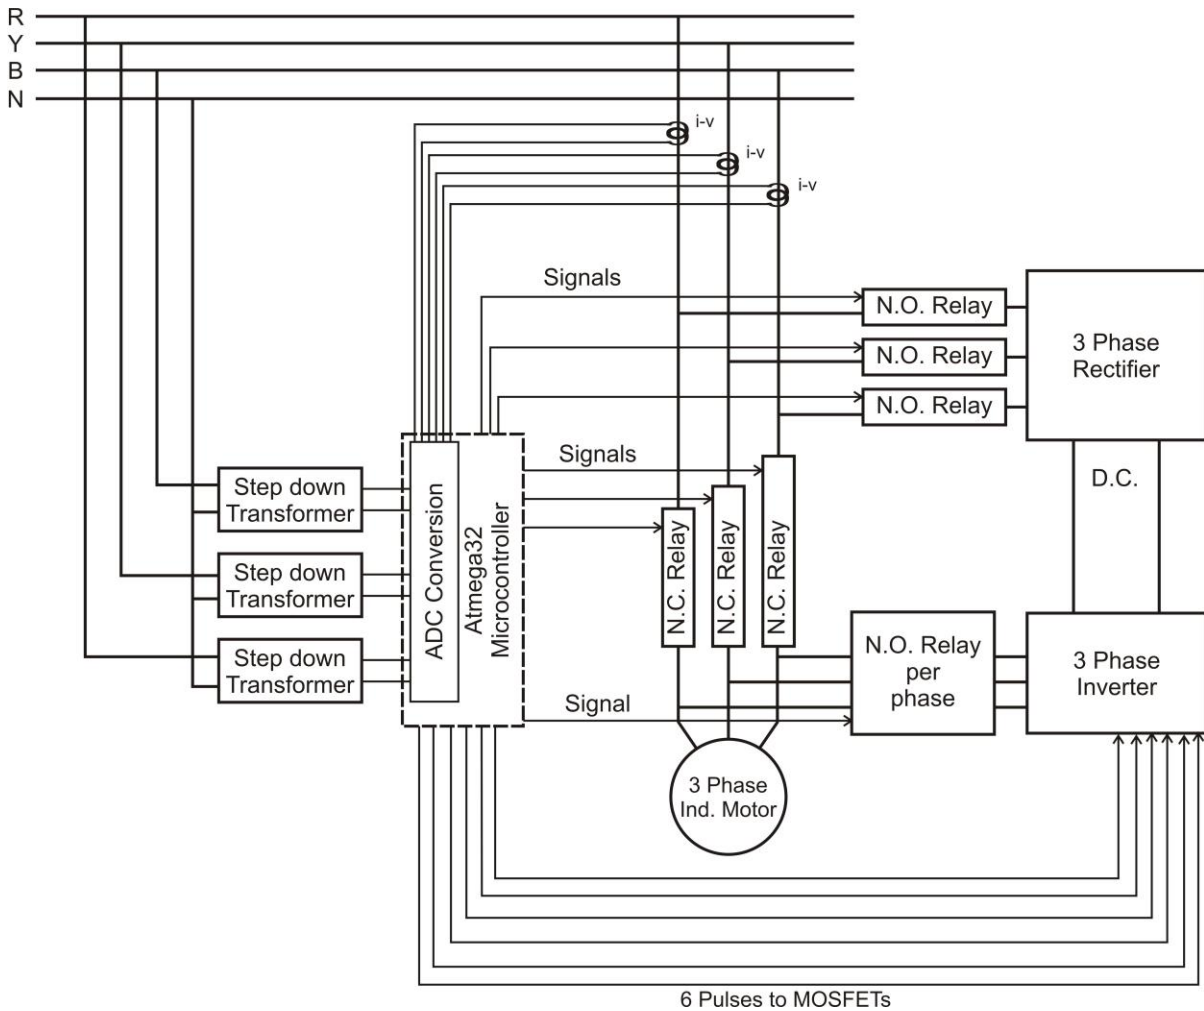 R
Y
B
N
i-v
i-v
i-v
Signals
N.O. Relay
N.O. Relay
N.O. Relay
3 Phase
Rectifier
Signals
D.C.
Step down
Transformer
Step down
Transformer
Step down
Transformer
ADC Conversion
Atmega32
Microcontroller
N.C. Relay
N.C. Relay
N.C. Relay
N.O. Relay
per
phase
3 Phase
Inverter
Signal
3 Phase
Ind. Motor
6 Pulses to MOSFETs